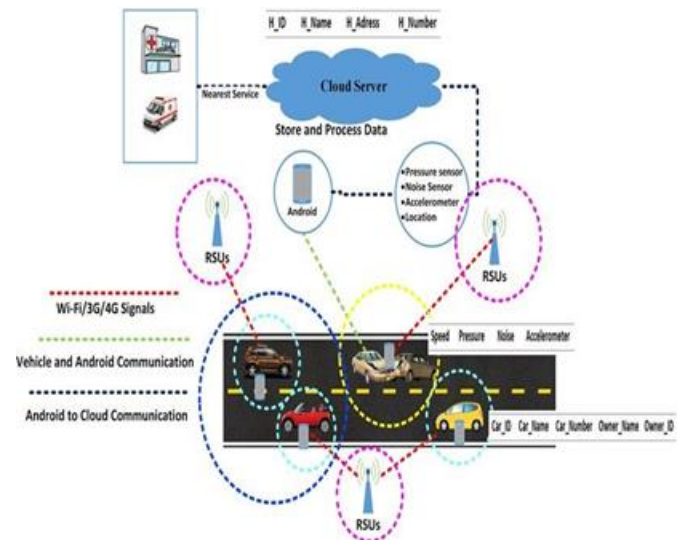 H_ID H_Name H_Adress H_Number
Cloud Server
Nearest Service
Store and Process Data
•Pressure sensor
•Noise Sensor
•Accelerometer
•Location
Android
RSUs
RSUs
Wi-Fi/3G/4G Signals
Speed Pressure Noise Accelerometer
Vehicle and Android Communication
Android to Cloud Communication
Car_ID Car_Name Car_Number Owner_Name Owner_ID
RSUs